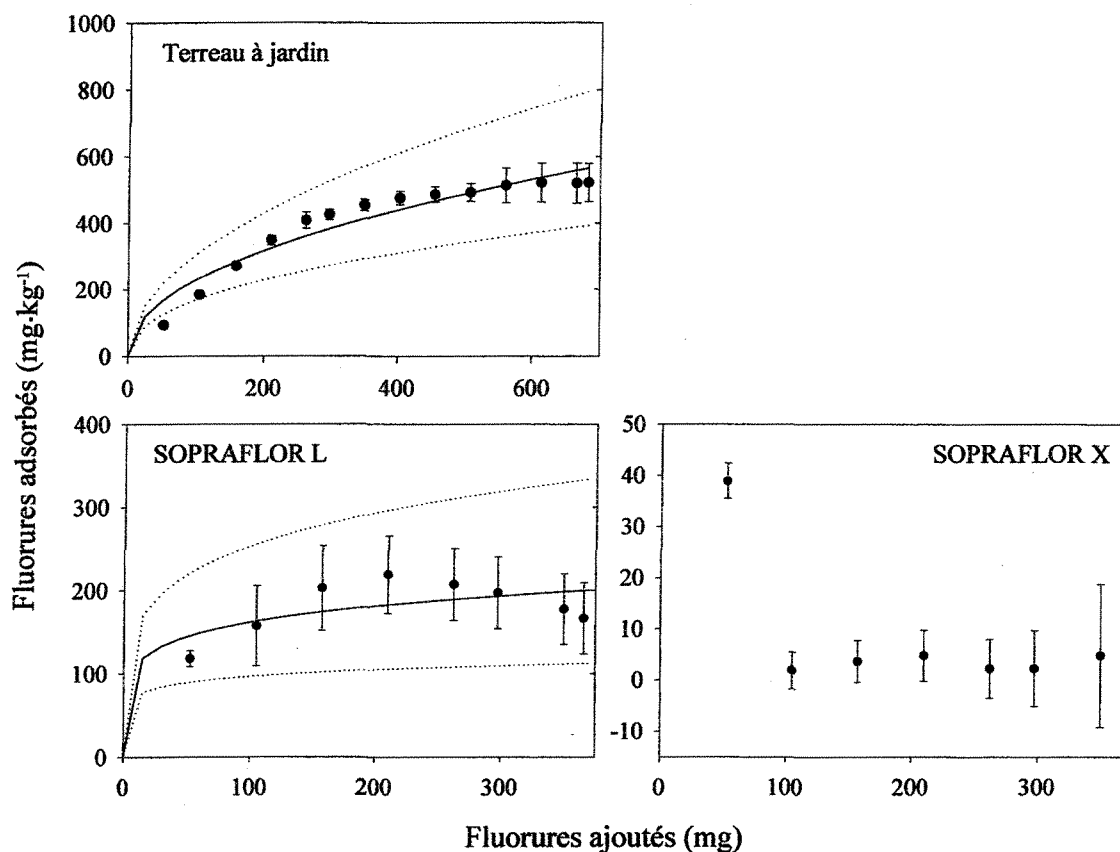 Terreau à jardin
1000
800
600
400
200
0
0 200 400 600
Fluorures adsorbés (mg·kg⁻¹)
SOPRAFLOR L
400
300
200
100
0
0 100 200 300
SOPRAFLOR X
50
40
30
20
10
0
-10
0 100 200 300
Fluorures ajoutés (mg)